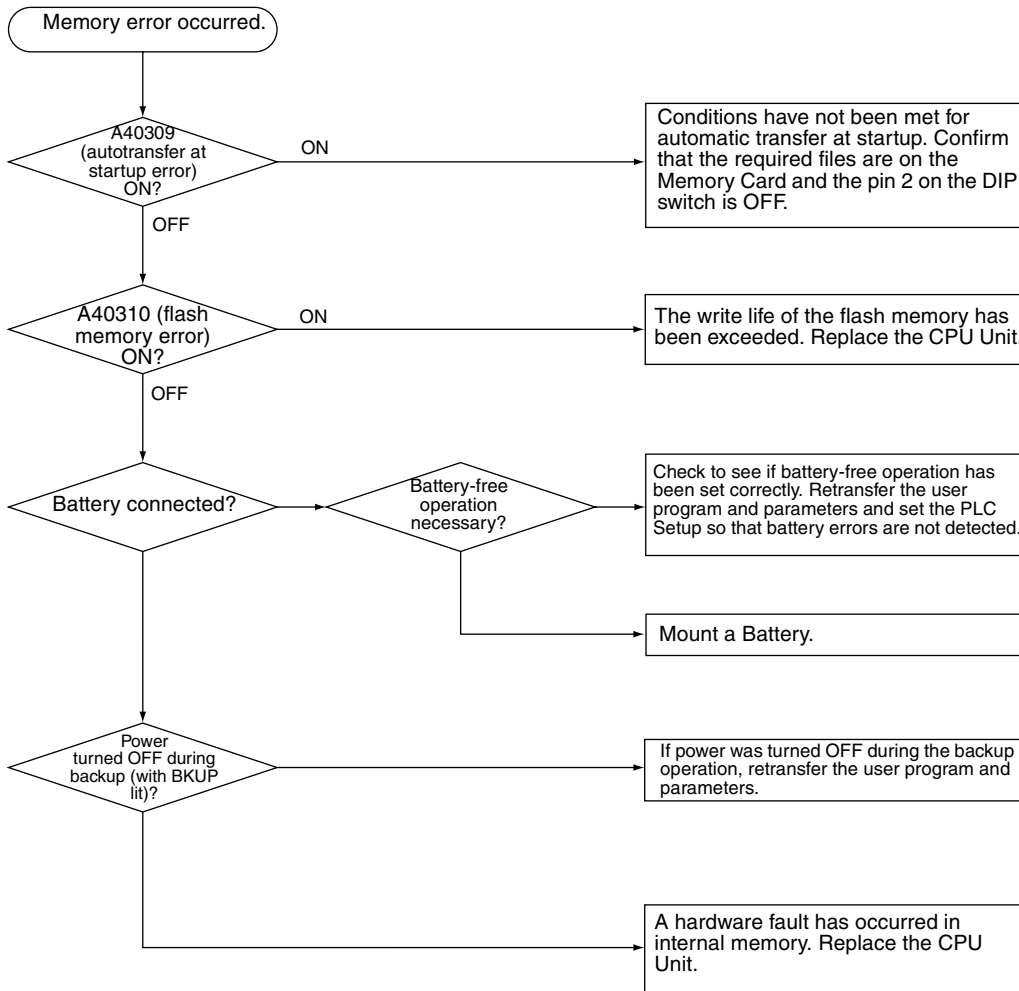 Memory error occurred.
A40309
(autotransfer at
startup error)
ON?
ON
Conditions have not been met for
automatic transfer at startup. Confirm
that the required files are on the
Memory Card and the pin 2 on the DIP
switch is OFF.
OFF
A40310 (flash
memory error)
ON?
ON
The write life of the flash memory has
been exceeded. Replace the CPU Unit.
OFF
Battery connected?
Battery-free
operation
necessary?
Check to see if battery-free operation has
been set correctly. Retransfer the user
program and parameters and set the PLC
Setup so that battery errors are not detected.
Mount a Battery.
Power
turned OFF during
backup (with BKUP
lit)?
If power was turned OFF during the backup
operation, retransfer the user program and
parameters.
A hardware fault has occurred in
internal memory. Replace the CPU
Unit.